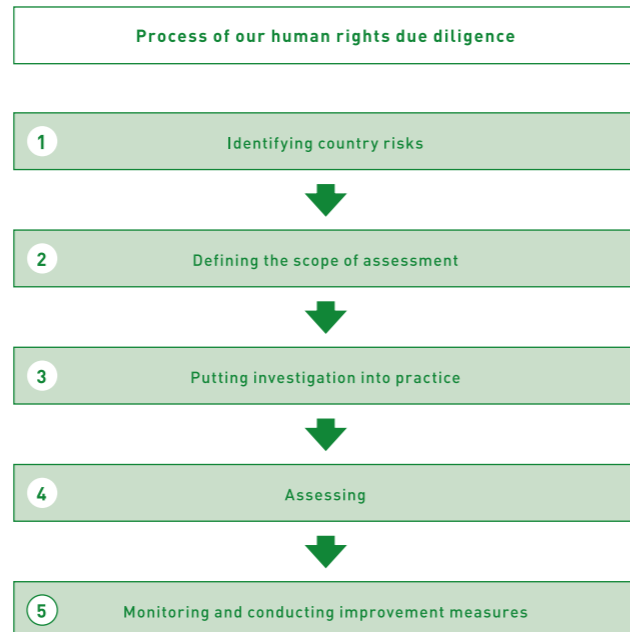 Process of our human rights due diligence
1 Identifying country risks
2 Defining the scope of assessment
3 Putting investigation into practice
4 Assessing
5 Monitoring and conducting improvement measures